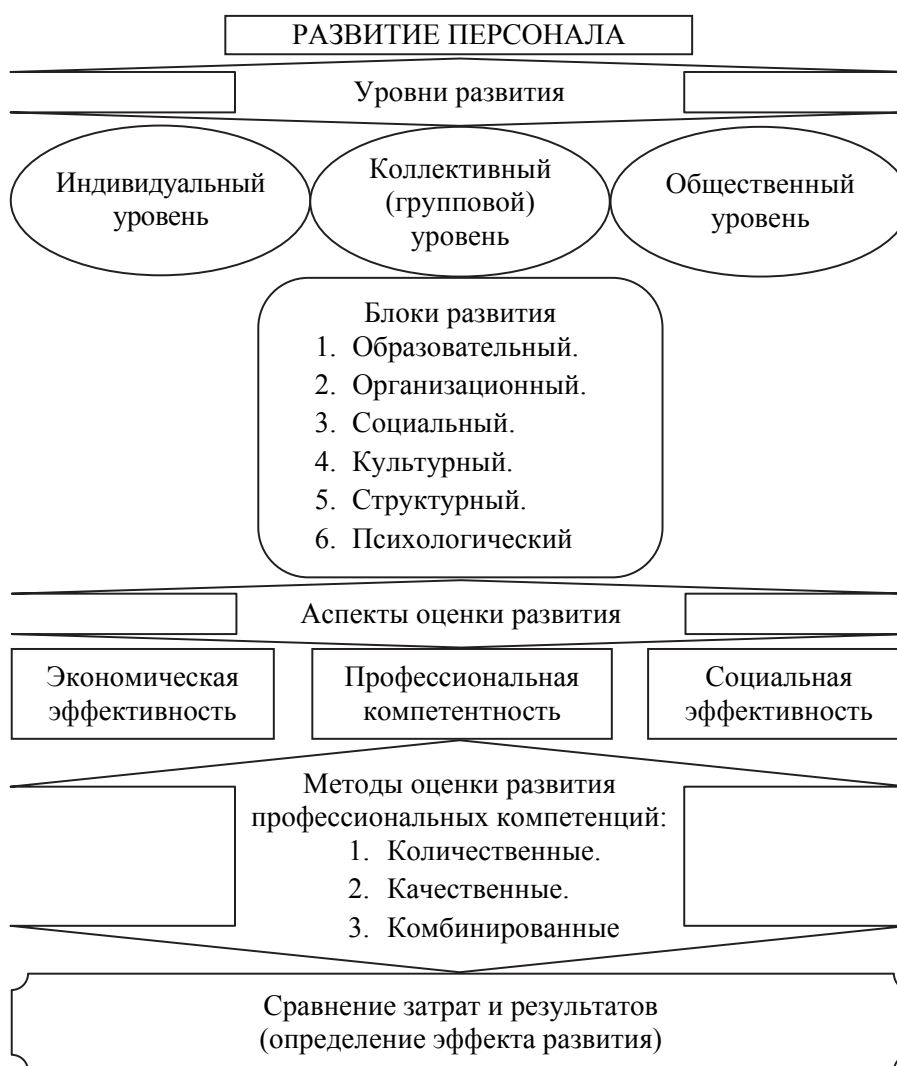 РАЗВИТИЕ ПЕРСОНАЛА
Уровни развития
Индивидуальный
уровень
Коллективный
(групповой)
уровень
Общественный
уровень
Блоки развития
1. Образовательный.
2. Организационный.
3. Социальный.
4. Культурный.
5. Структурный.
6. Психологический
Аспекты оценки развития
Экономическая
эффективность
Профессиональная
компетентность
Социальная
эффективность
Методы оценки развития
профессиональных компетенций:
1. Количественные.
2. Качественные.
3. Комбинированные
Сравнение затрат и результатов
(определение эффекта развития)